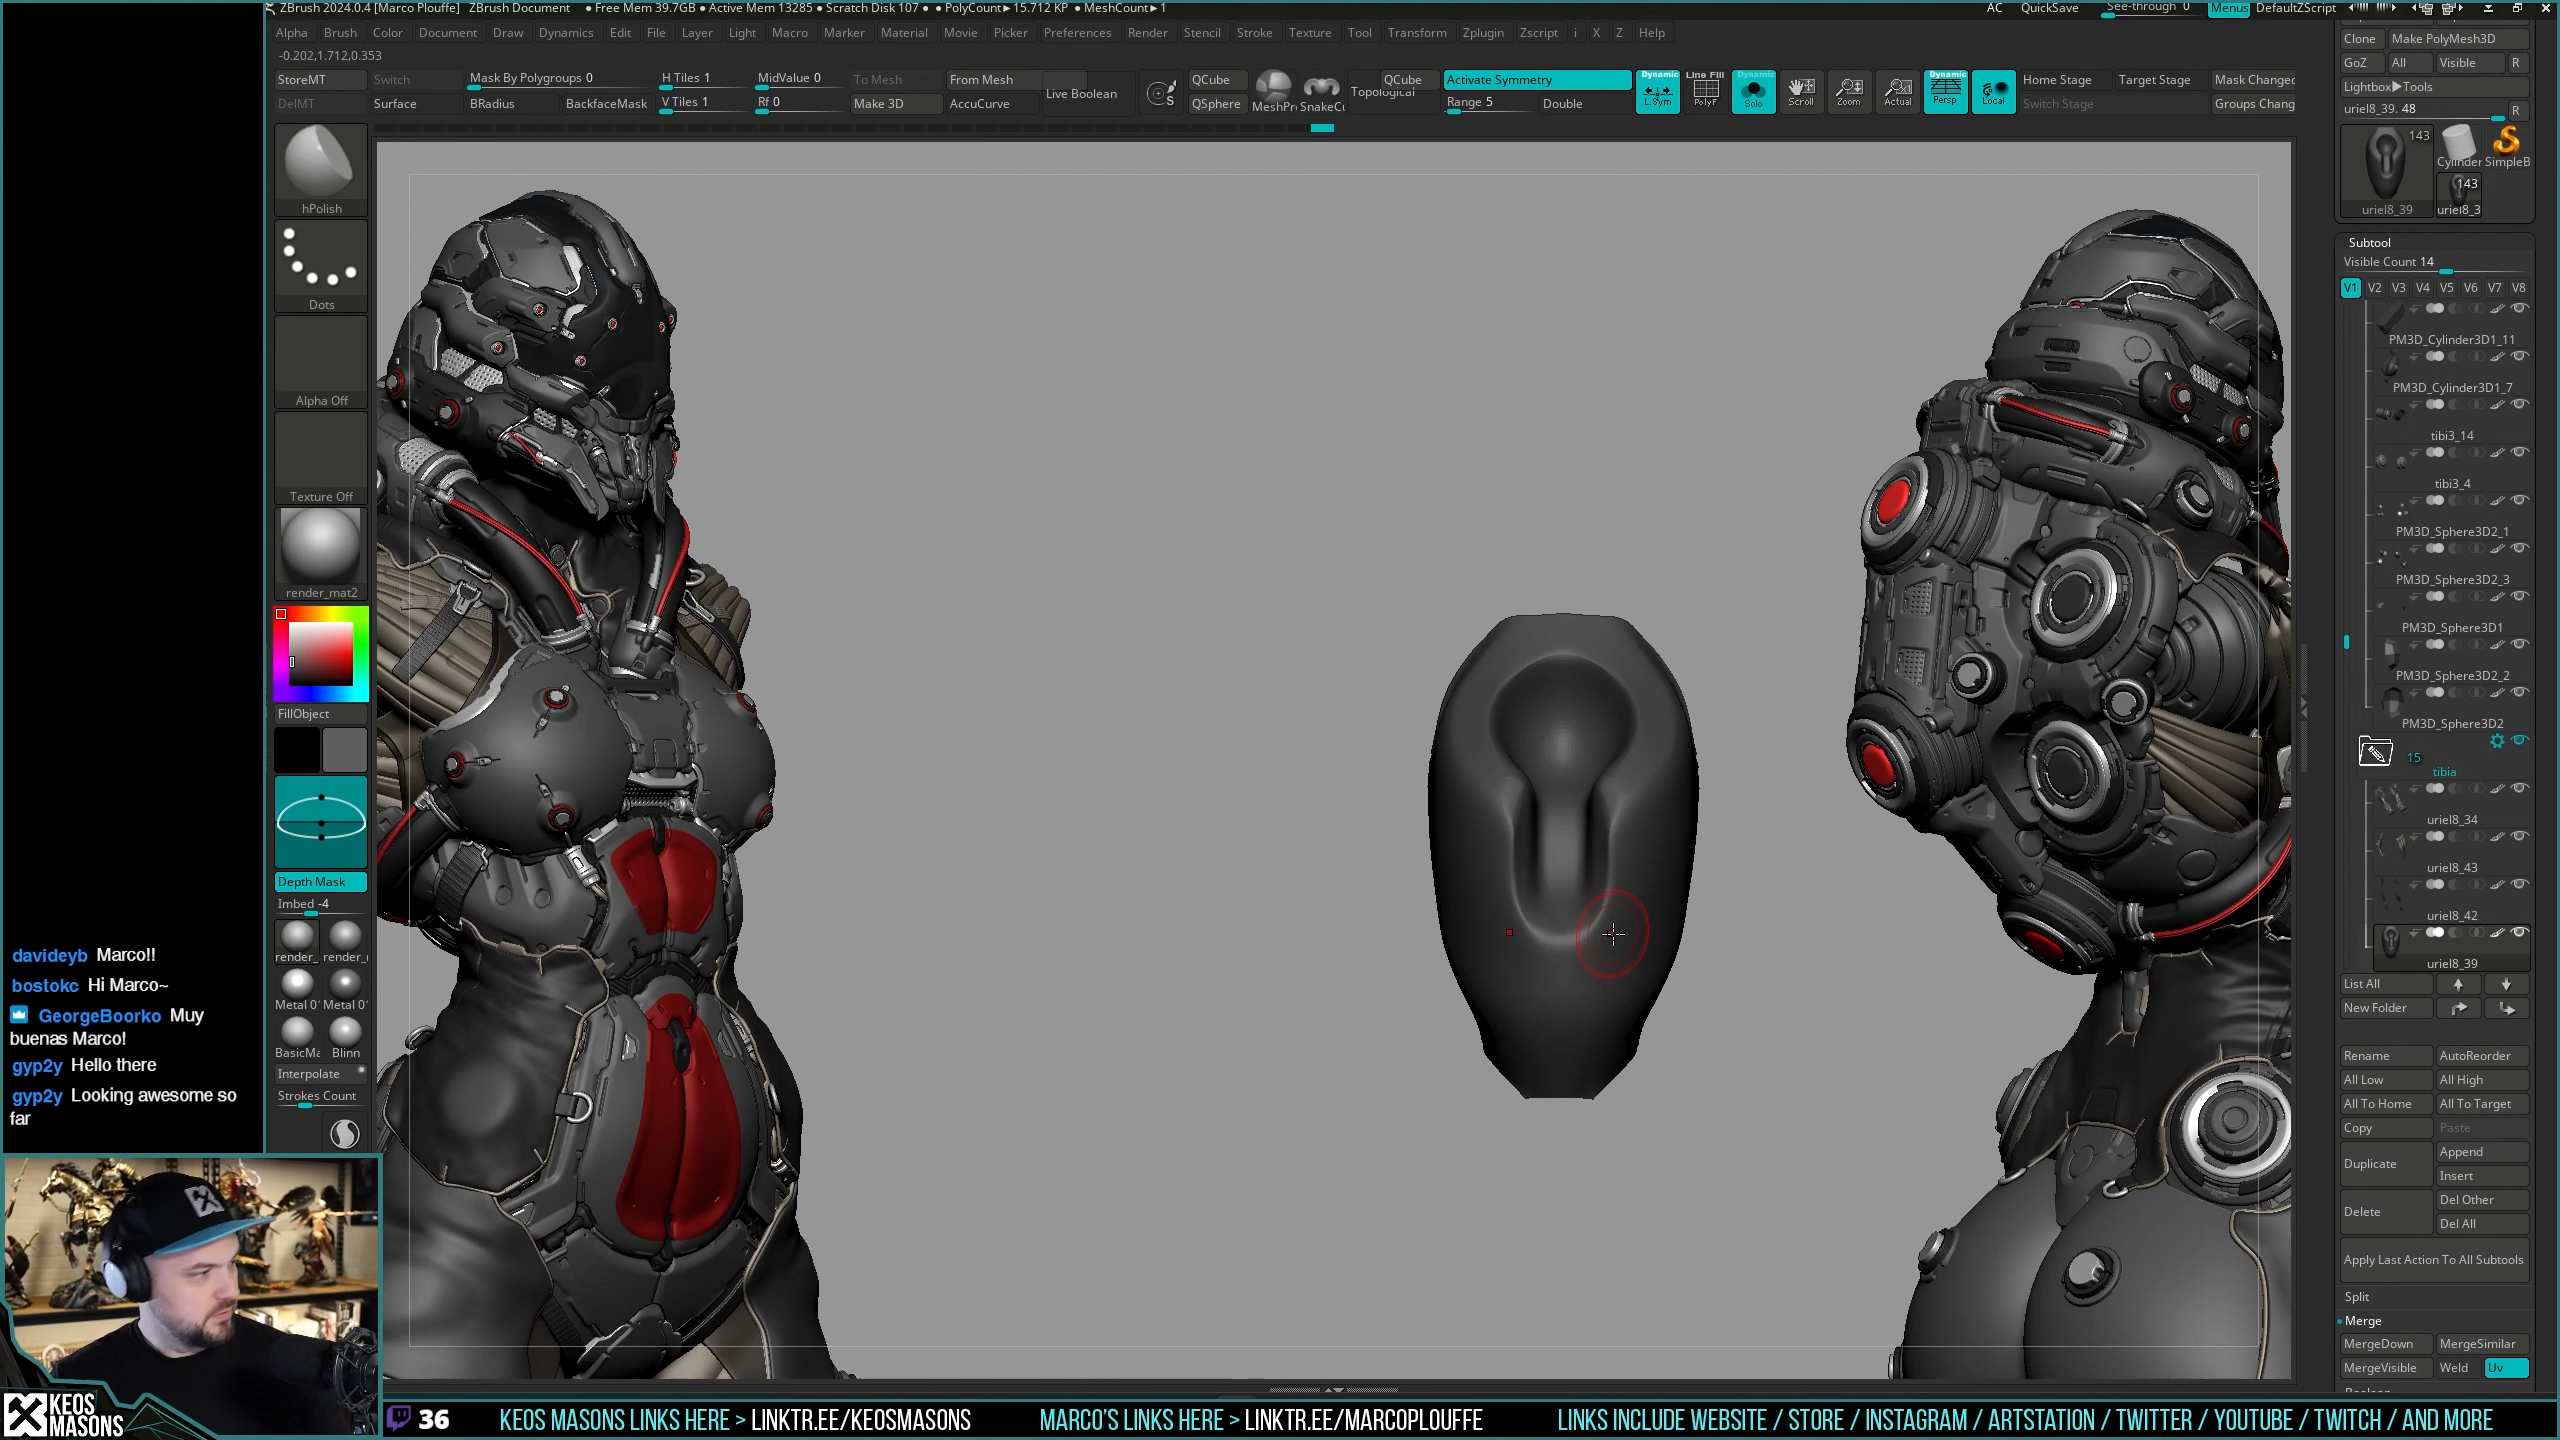 ZBrush 2024.0.4 [Marco Plouffe] ZBrush Document ● Free Mem 39.7GB ● Active Mem 13285 ● Scratch Disk 107 ● ● PolyCount►15.712 KP ● MeshCount►1
AC QuickSave See-through 0 Menus DefaultZScript
Alpha Brush Color Document Draw Dynamics Edit File Layer Light Macro Marker Material Movie Picker Preferences Render Stencil Stroke Texture Tool Transform Zplugin Zscript i X Z Help
-0.202,1.712,0.353
StoreMT Switch Mask By Polygroups 0 H Tiles 1 MidValue 0 To Mesh From Mesh Live Boolean QCube QCube Activate Symmetry Dynamic Line Fill Dynamic Dynamic Home Stage Target Stage Mask Changed
DelMT Surface BRadius BackfaceMask V Tiles 1 Rf 0 Make 3D AccuCurve QSphere Topological Range 5 Double L.Sym PolyF Solo Scroll Zoom Actual Persp Local Switch Stage Groups Chang
hPolish
Dots
Alpha Off
Texture Off
render_mat2
FillObject
Depth Mask
Imbed -4
render_
Metal 0 Metal 0
Blinn
Interpolate
Strokes Count
Clone Make PolyMesh3D
GoZ All Visible R
Lightbox►Tools
uriel8_39. 48 R
143
Cylinder SimpleB
143
uriel8_39 uriel8_3
Subtool
Visible Count 14
V1 V2 V3 V4 V5 V6 V7 V8
PM3D_Cylinder3D1_11
PM3D_Cylinder3D1_7
tibi3_14
tibi3_4
PM3D_Sphere3D2_1
PM3D_Sphere3D2_3
PM3D_Sphere3D1
PM3D_Sphere3D2_2
PM3D_Sphere3D2
15
tibia
uriel8_34
uriel8_43
uriel8_42
uriel8_39
List All
New Folder
Rename AutoReorder
All Low All High
All To Home All To Target
Copy Paste
Duplicate Append
Insert
Delete Del Other
Del All
Apply Last Action To All Subtools
Split
Merge
MergeDown MergeSimilar
MergeVisible Weld Uv
davideyb Marco!!
bostokc Hi Marco~
GeorgeBoorko Muy
buenas Marco!
gyp2y Hello there
gyp2y Looking awesome so
far
KEOS
MASONS
36 KEOS MASONS LINKS HERE > LINKTR.EE/KEOSMASONS MARCO'S LINKS HERE > LINKTR.EE/MARCOPLOUFFE LINKS INCLUDE WEBSITE / STORE / INSTAGRAM / ARTSTATION / TWITTER / YOUTUBE / TWITCH / AND MORE